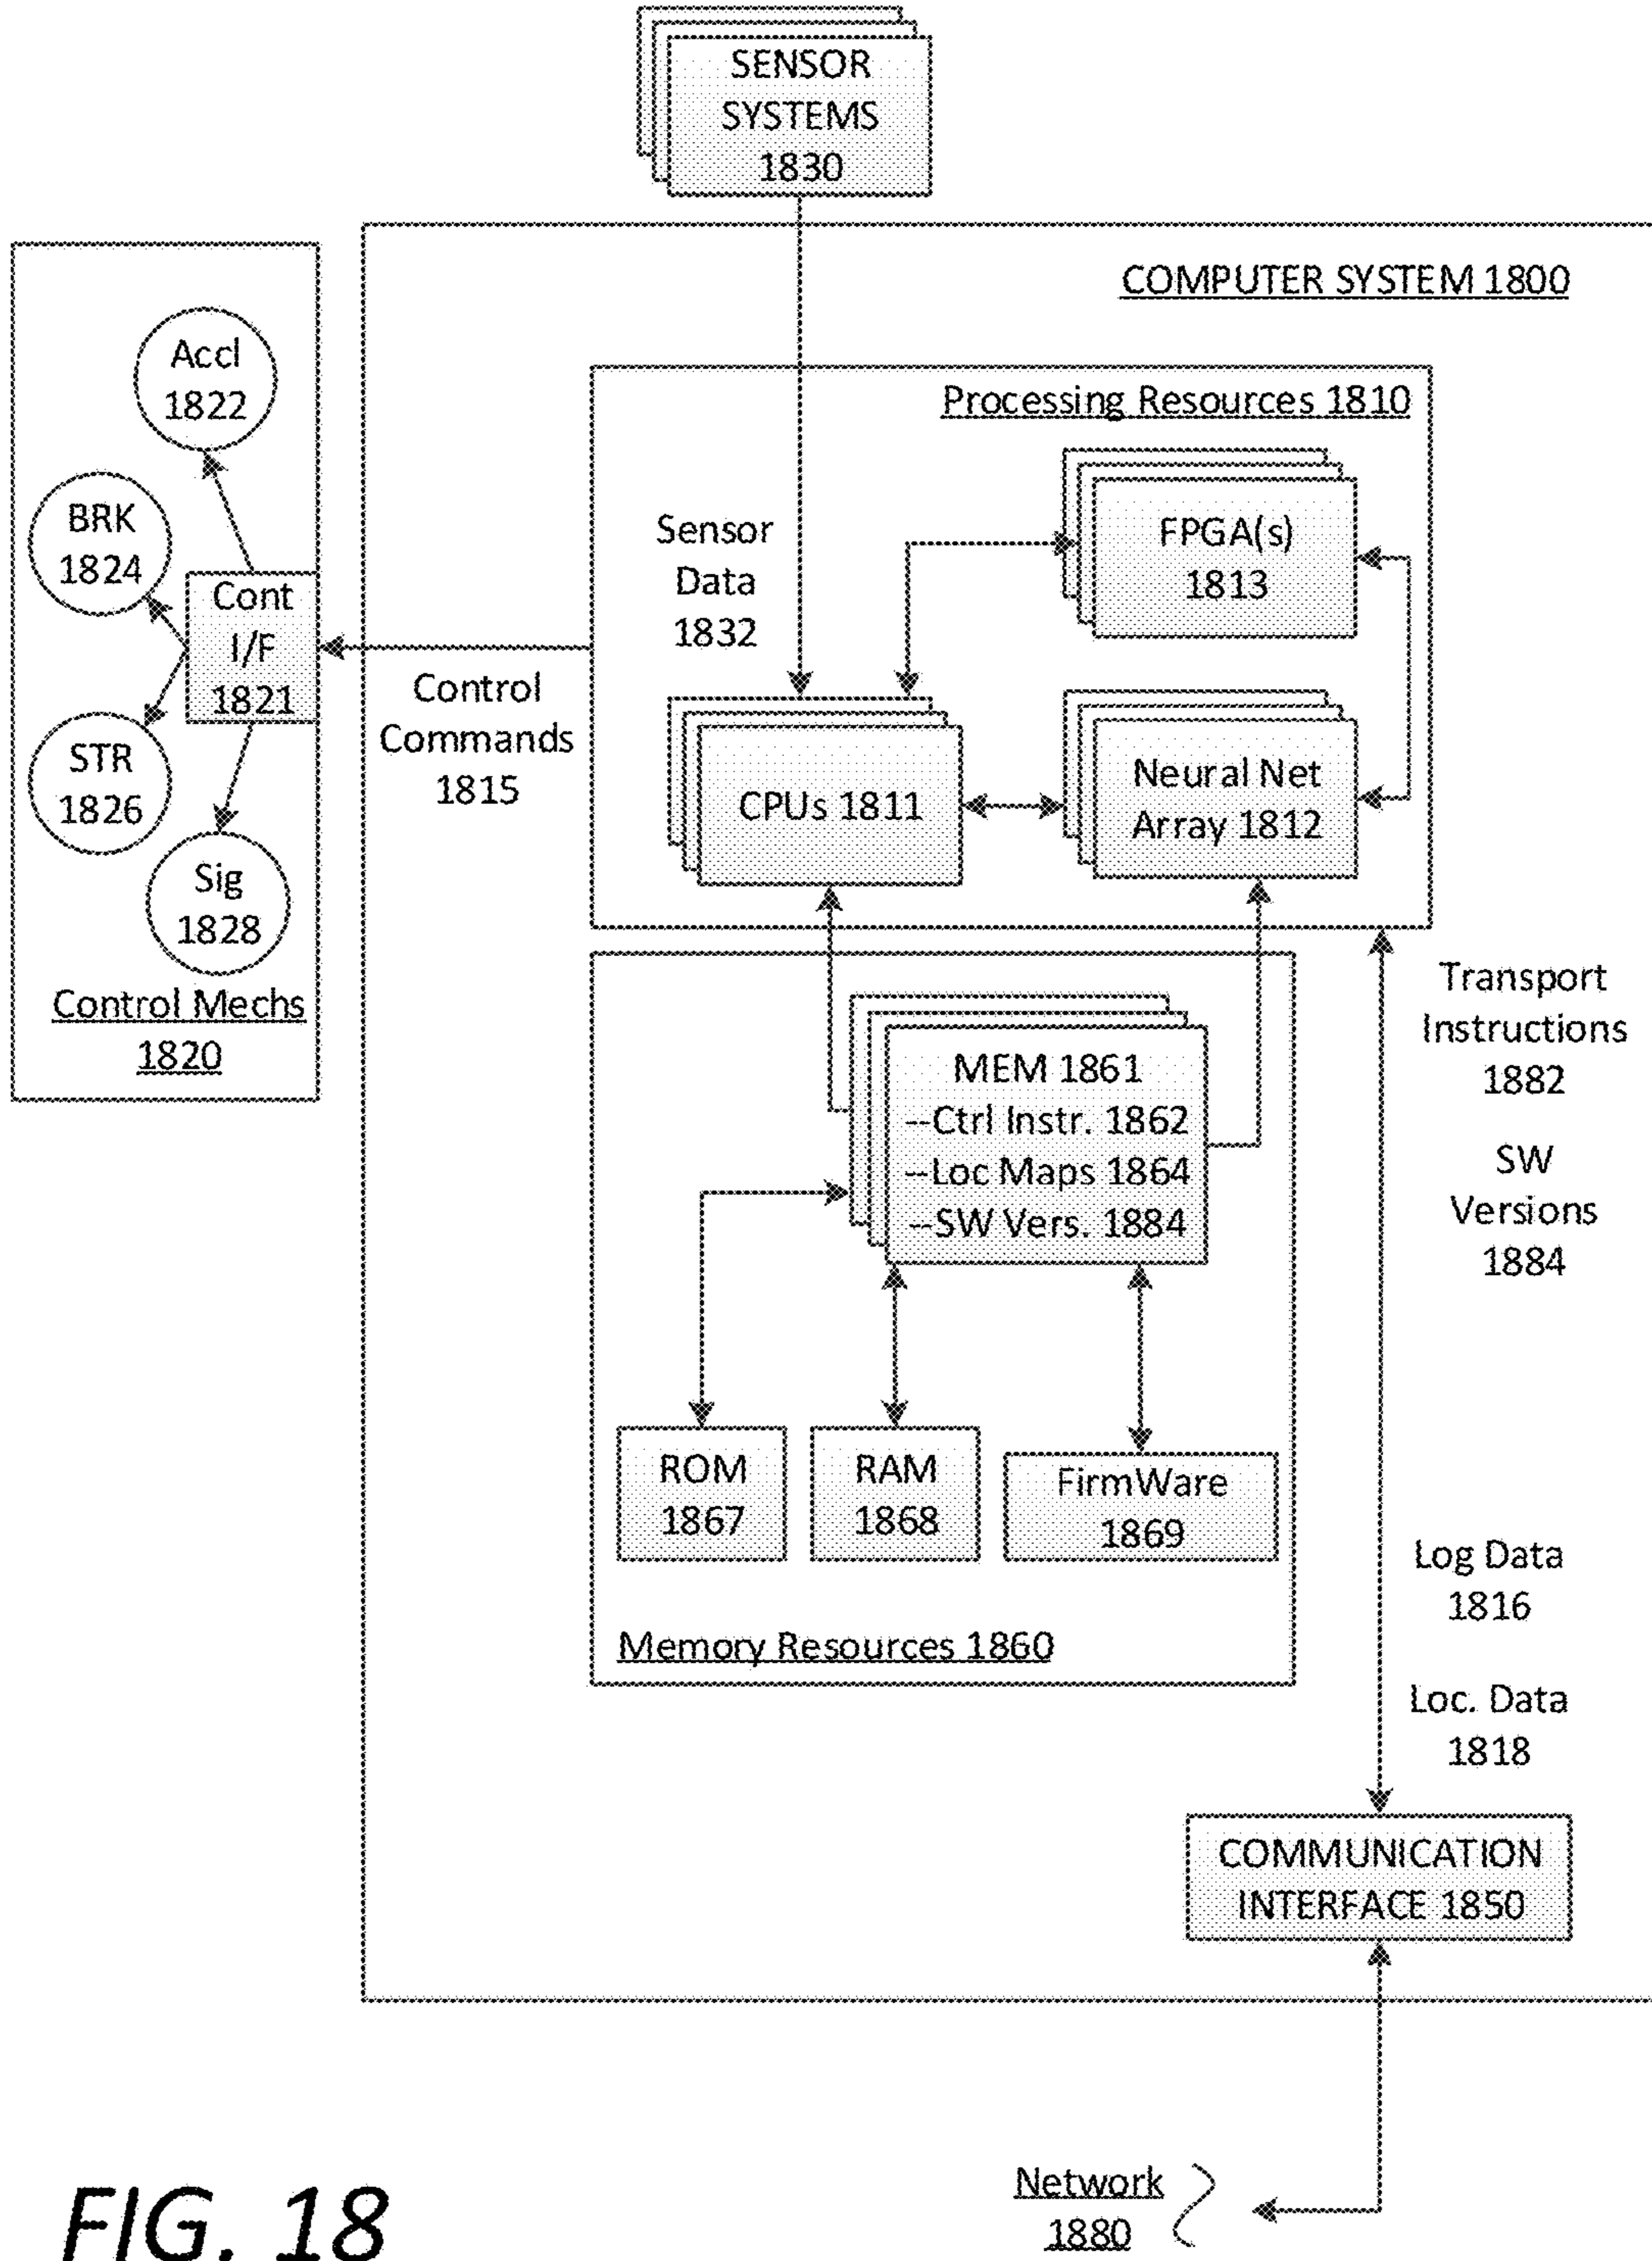 SENSOR
SYSTEMS
1830
COMPUTER SYSTEM 1800
Accl
1822
BRK
1824
Cont
I/F
1821
STR
1826
Sig
1828
Control Mechs
1820
Control
Commands
1815
Processing Resources 1810
Sensor
Data
1832
FPGA(s)
1813
CPUs 1811
Neural Net
Array 1812
Transport
Instructions
1882
SW
Versions
1884
MEM 1861
--Ctrl Instr. 1862
--Loc Maps 1864
--SW Vers. 1884
ROM
1867
RAM
1868
FirmWare
1869
Memory Resources 1860
Log Data
1816
Loc. Data
1818
COMMUNICATION
INTERFACE 1850
Network
1880
FIG. 18